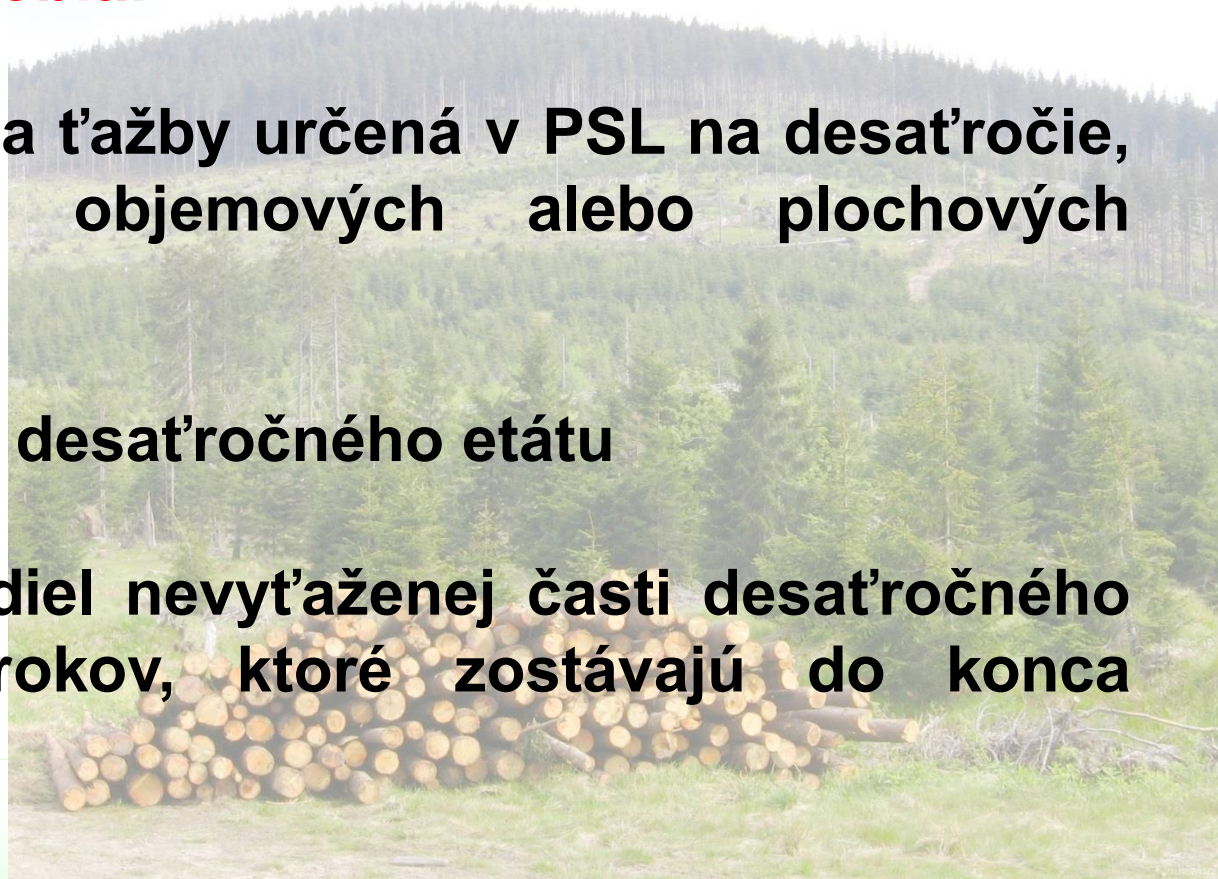 a ťažby určená v PSL na desaťročie,
objemových alebo plochových
desaťročného etátu
diel nevyťaženej časti desaťročného
rokov, ktoré zostávajú do konca